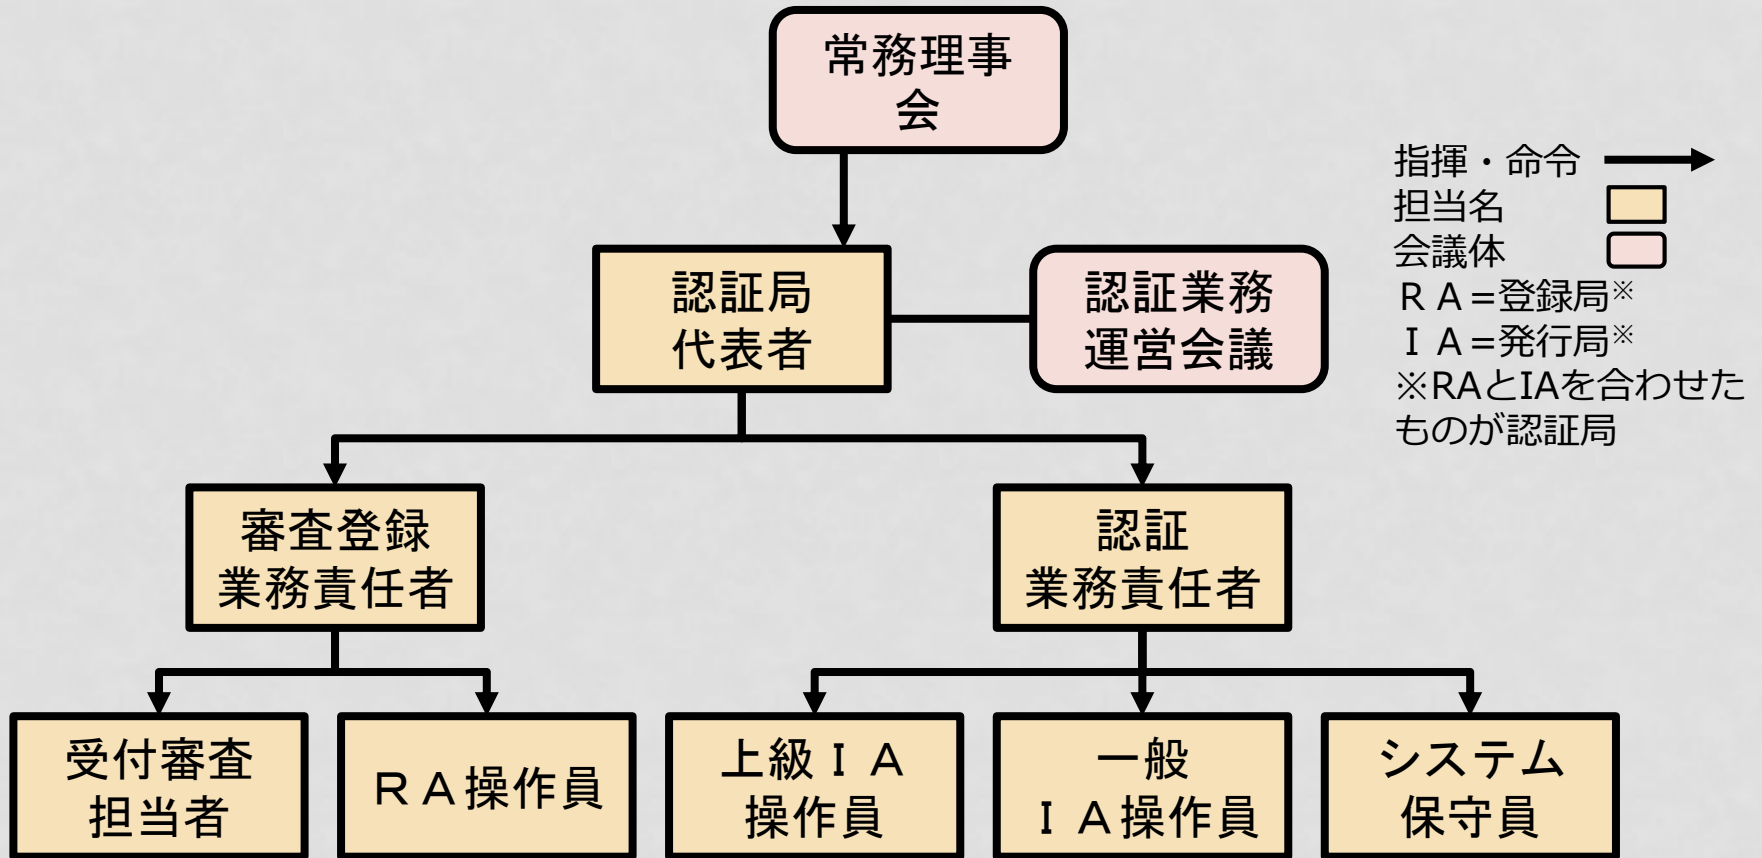 常務理事
会
指揮・命令
担当名
会議体
ＲＡ=登録局※
ＩＡ=発行局※
※RAとIAを合わせた
ものが認証局
認証局
代表者
認証業務
運営会議
審査登録
業務責任者
認証
業務責任者
受付審査
担当者
ＲＡ操作員
上級ＩＡ
操作員
一般
ＩＡ操作員
システム
保守員